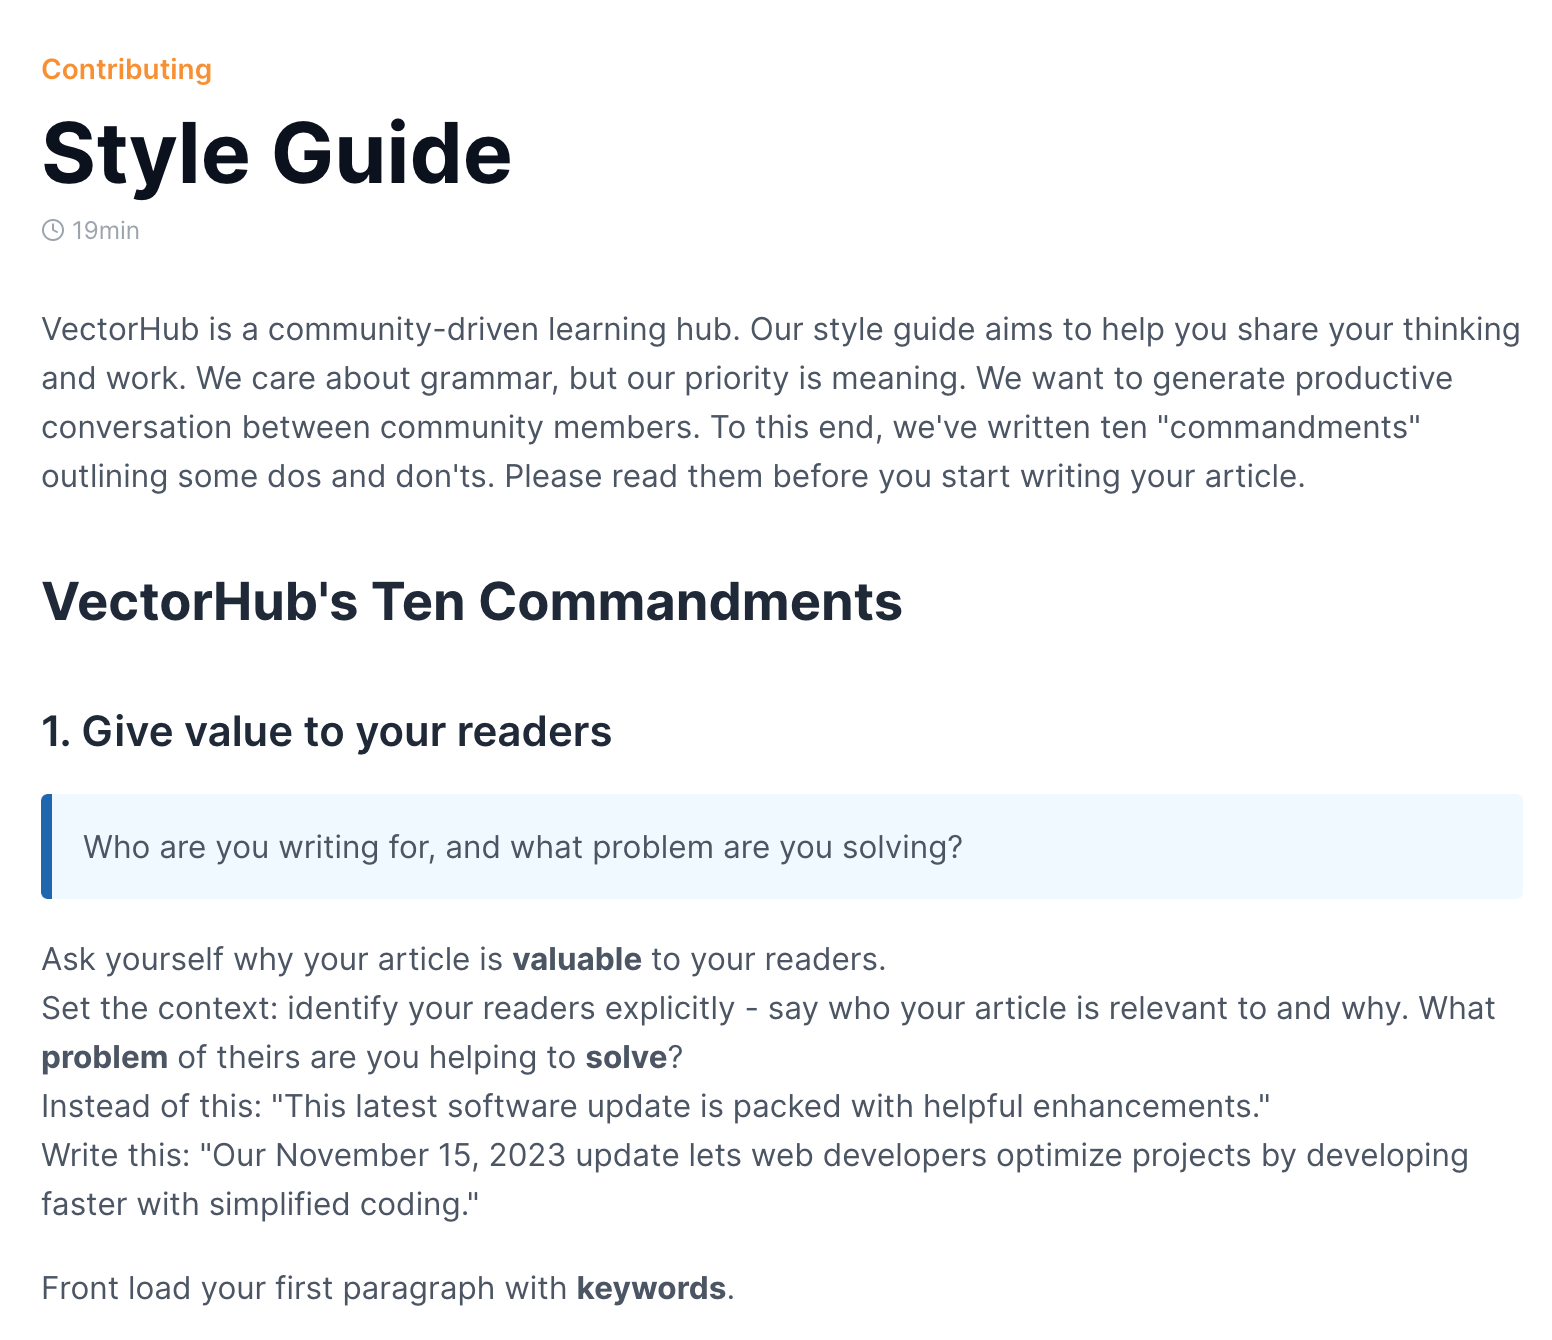 Contributing
Style Guide
19min
VectorHub is a community-driven learning hub. Our style guide aims to help you share your thinking
and work. We care about grammar, but our priority is meaning. We want to generate productive
conversation between community members. To this end, we've written ten "commandments"
outlining some dos and don'ts. Please read them before you start writing your article.
VectorHub's Ten Commandments
1. Give value to your readers
Who are you writing for, and what problem are you solving?
Ask yourself why your article is valuable to your readers.
Set the context: identify your readers explicitly - say who your article is relevant to and why. What
problem of theirs are you helping to solve?
Instead of this: "This latest software update is packed with helpful enhancements."
Write this: "Our November 15, 2023 update lets web developers optimize projects by developing
faster with simplified coding."
Front load your first paragraph with keywords.